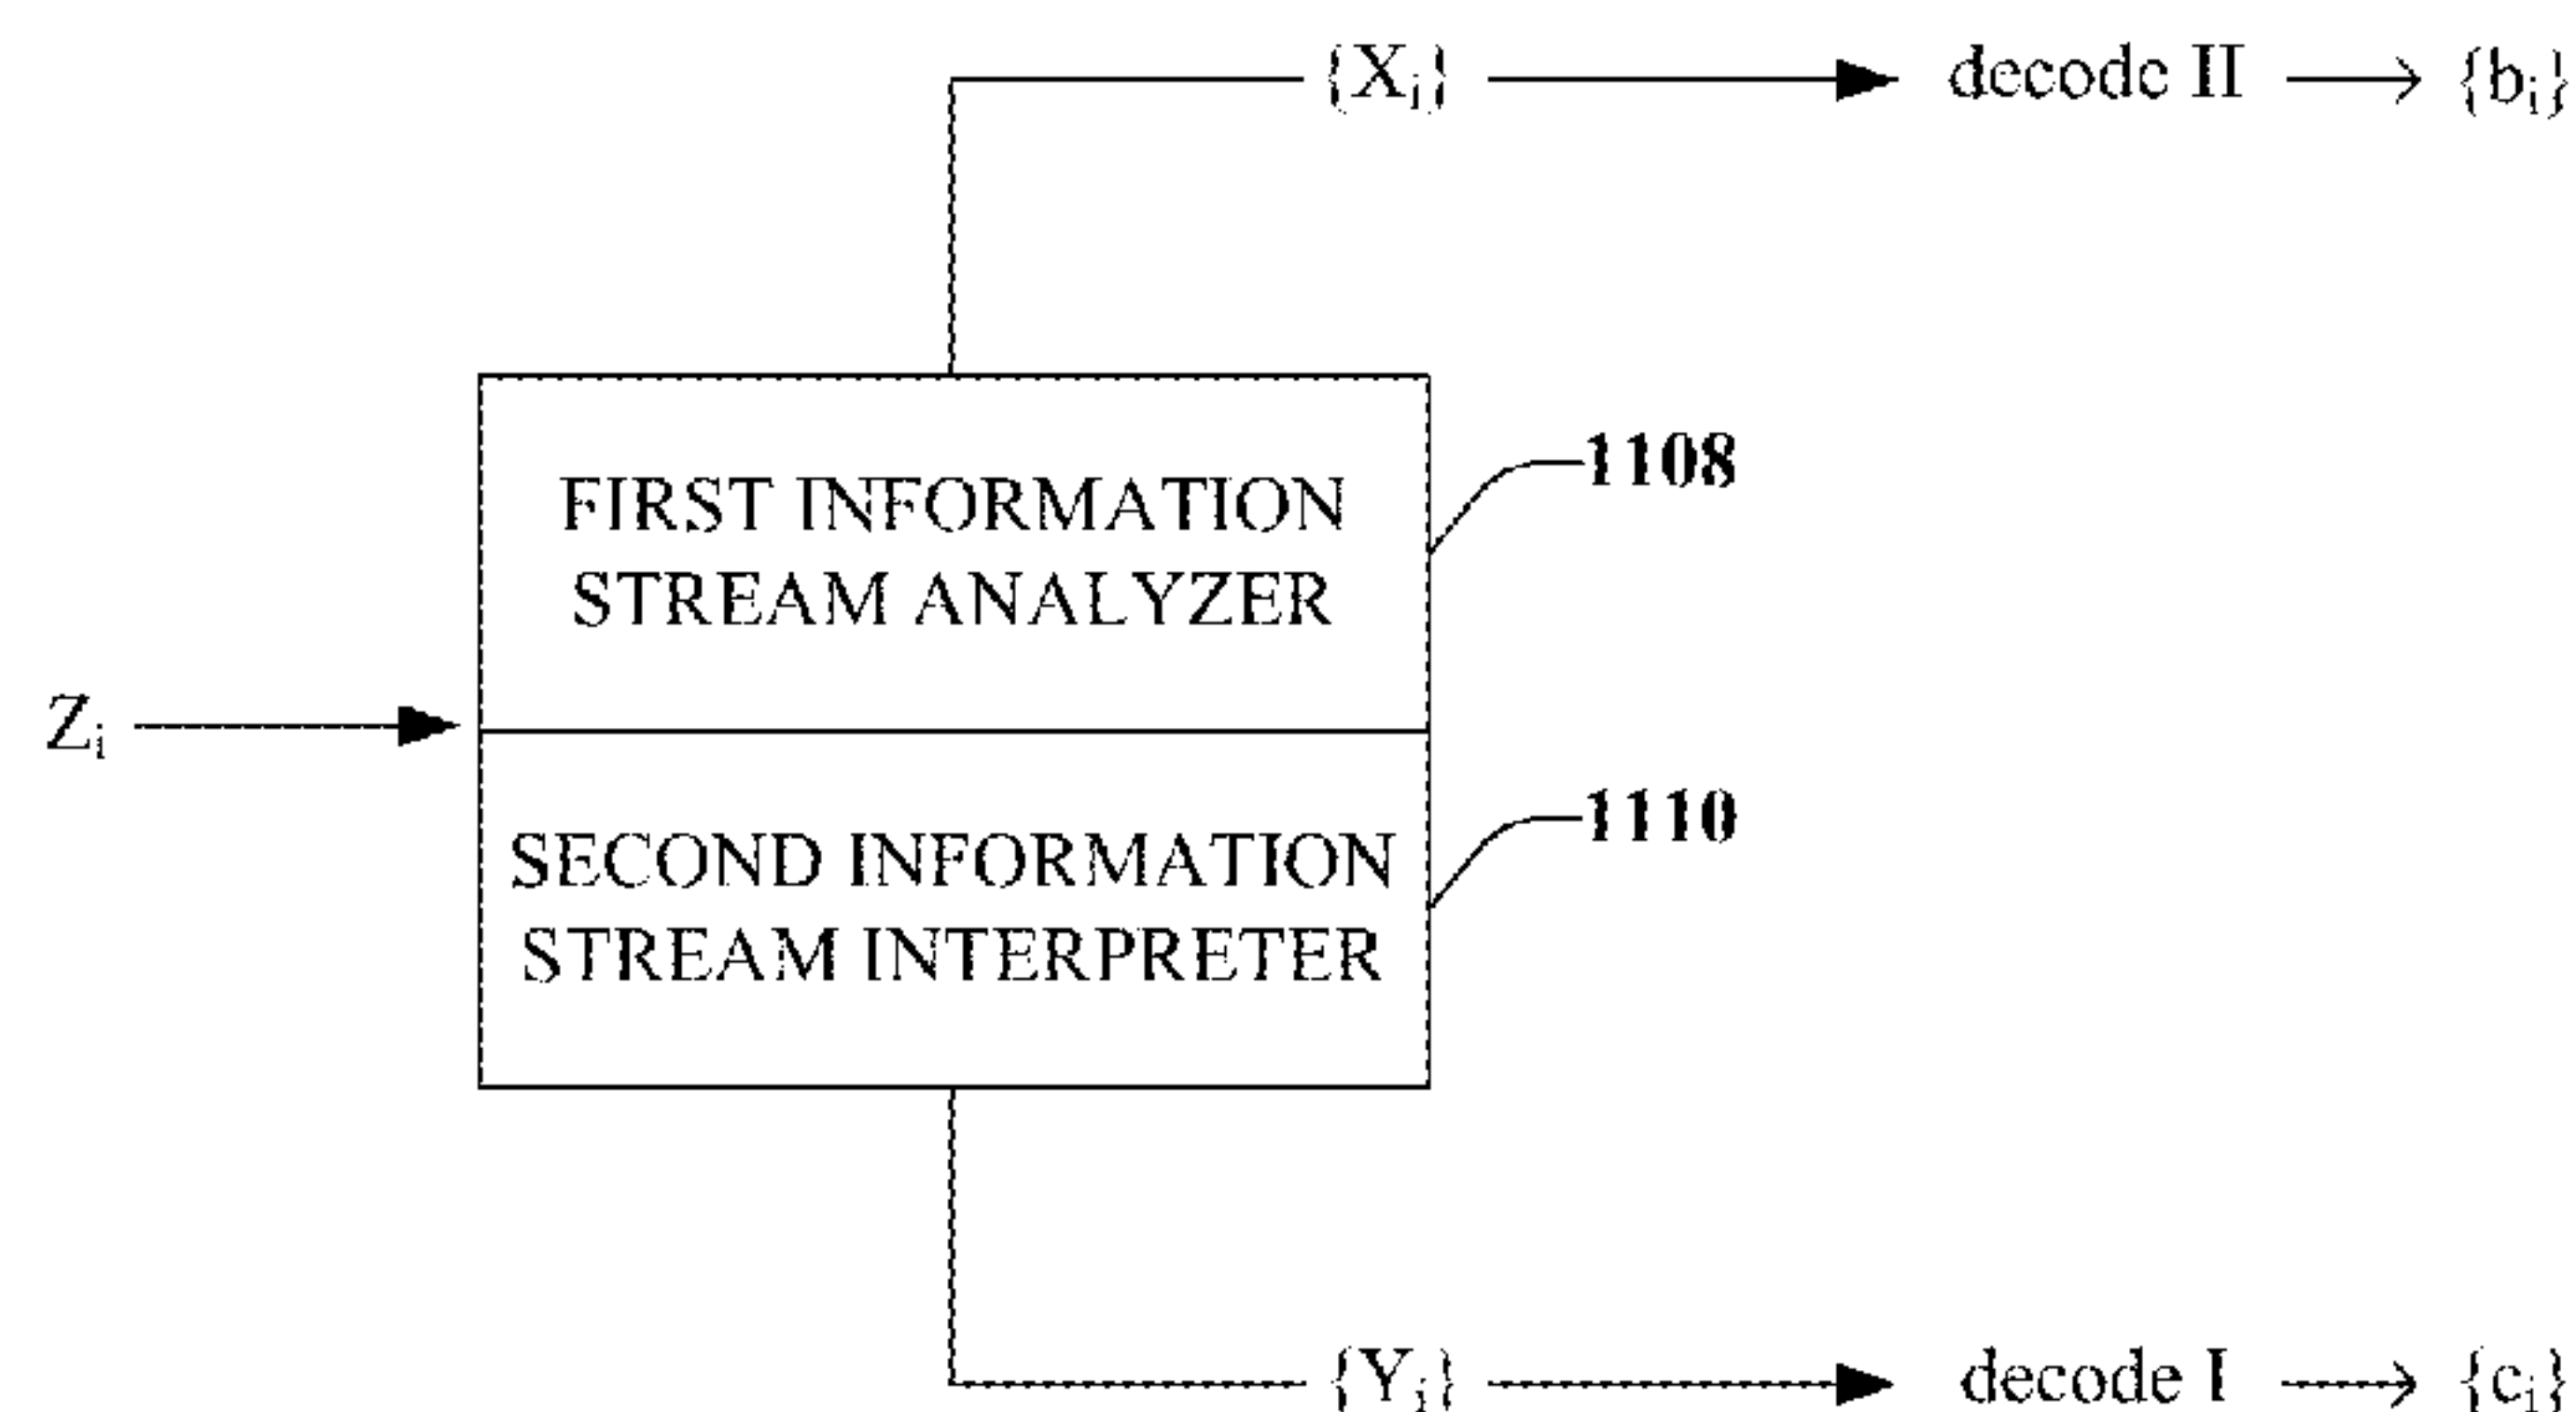 {Xᵢ} decode II → {bᵢ}
FIRST INFORMATION
STREAM ANALYZER
1108
Zᵢ
SECOND INFORMATION
STREAM INTERPRETER
1110
{Yᵢ} decode I → {cᵢ}